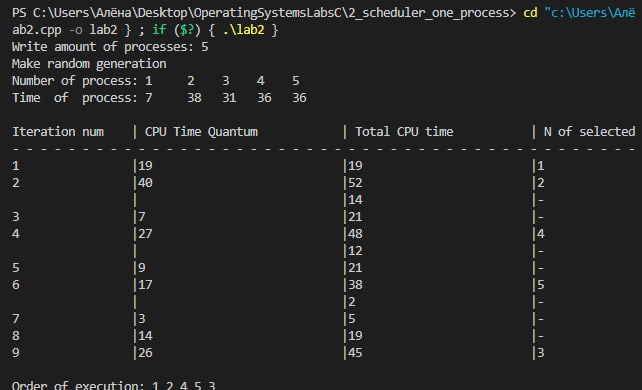 PS C:\Users\Алёна\Desktop\OperatingSystemsLabsC\2_scheduler_one_process> cd "c:\Users\Алё
ab2.cpp -o lab2 } ; if ($?) { .\lab2 }
Write amount of processes: 5
Make random generation
Number of process: 1 2 3 4 5
Time of process: 7 38 31 36 36
Iteration num | CPU Time Quantum | Total CPU time | N of selected
- - - - - - - - - - - - - - - - - - - - - - - - - - - - - - - - - - - - - - - - - - - - -
1 |19 |19 |1
2 |40 |52 |2
| |14 |-
3 |7 |21 |-
4 |27 |48 |4
| |12 |-
5 |9 |21 |-
6 |17 |38 |5
| |2 |-
7 |3 |5 |-
8 |14 |19 |-
9 |26 |45 |3
Order of execution: 1 2 4 5 3